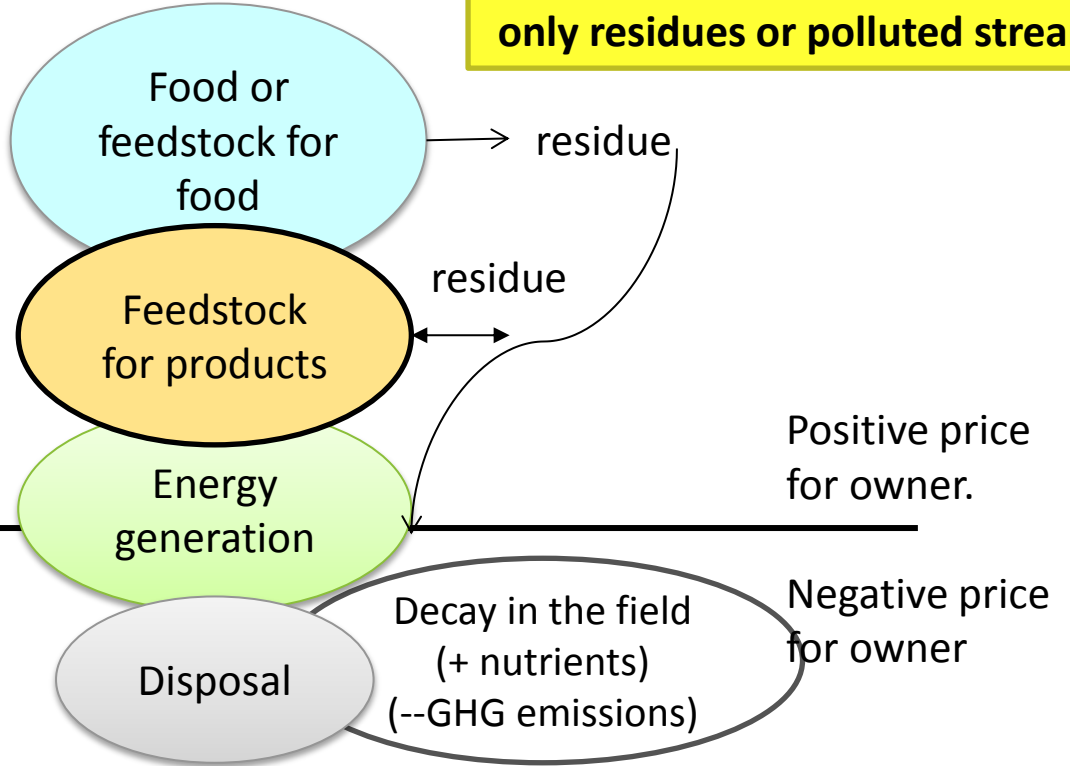 only residues or polluted strea
Food or
feedstock for
food
residue
residue
Feedstock
for products
Positive price
for owner.
Energy
generation
Negative price
for owner
Decay in the field
(+ nutrients)
(--GHG emissions)
Disposal